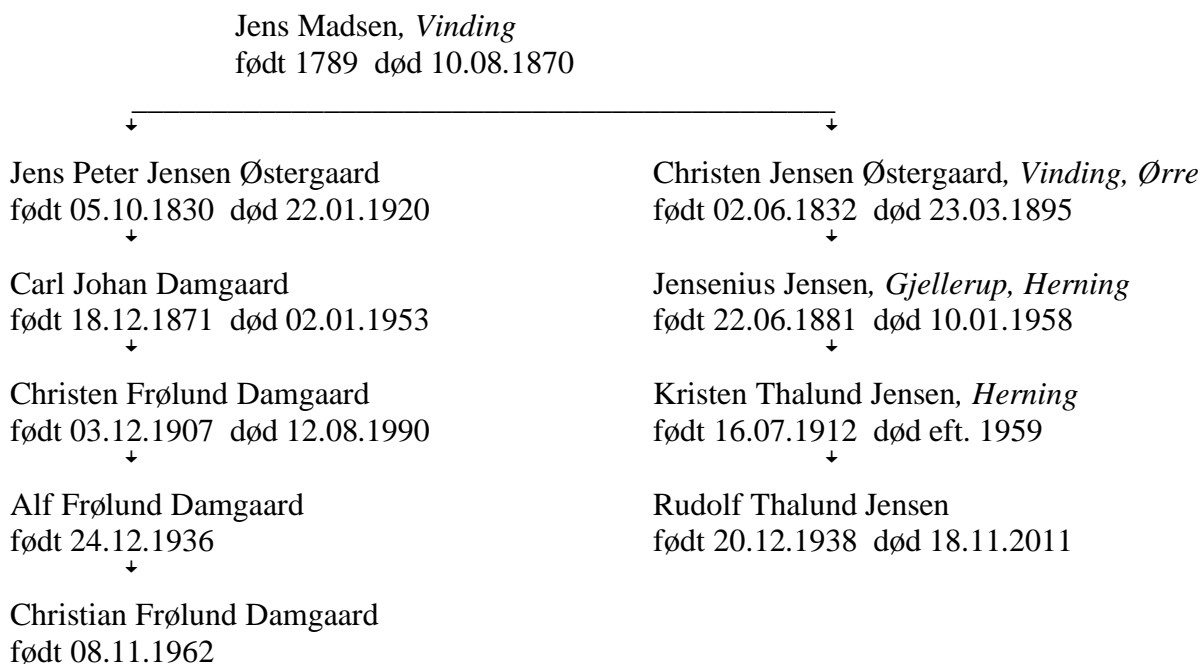 Jens Madsen, Vinding
født 1789 død 10.08.1870
Jens Peter Jensen Østergaard
født 05.10.1830 død 22.01.1920
Christen Jensen Østergaard, Vinding, Ørre
født 02.06.1832 død 23.03.1895
Carl Johan Damgaard
født 18.12.1871 død 02.01.1953
Jensenius Jensen, Gjellerup, Herning
født 22.06.1881 død 10.01.1958
Christen Frølund Damgaard
født 03.12.1907 død 12.08.1990
Kristen Thalund Jensen, Herning
født 16.07.1912 død eft. 1959
Alf Frølund Damgaard
født 24.12.1936
Rudolf Thalund Jensen
født 20.12.1938 død 18.11.2011
Christian Frølund Damgaard
født 08.11.1962